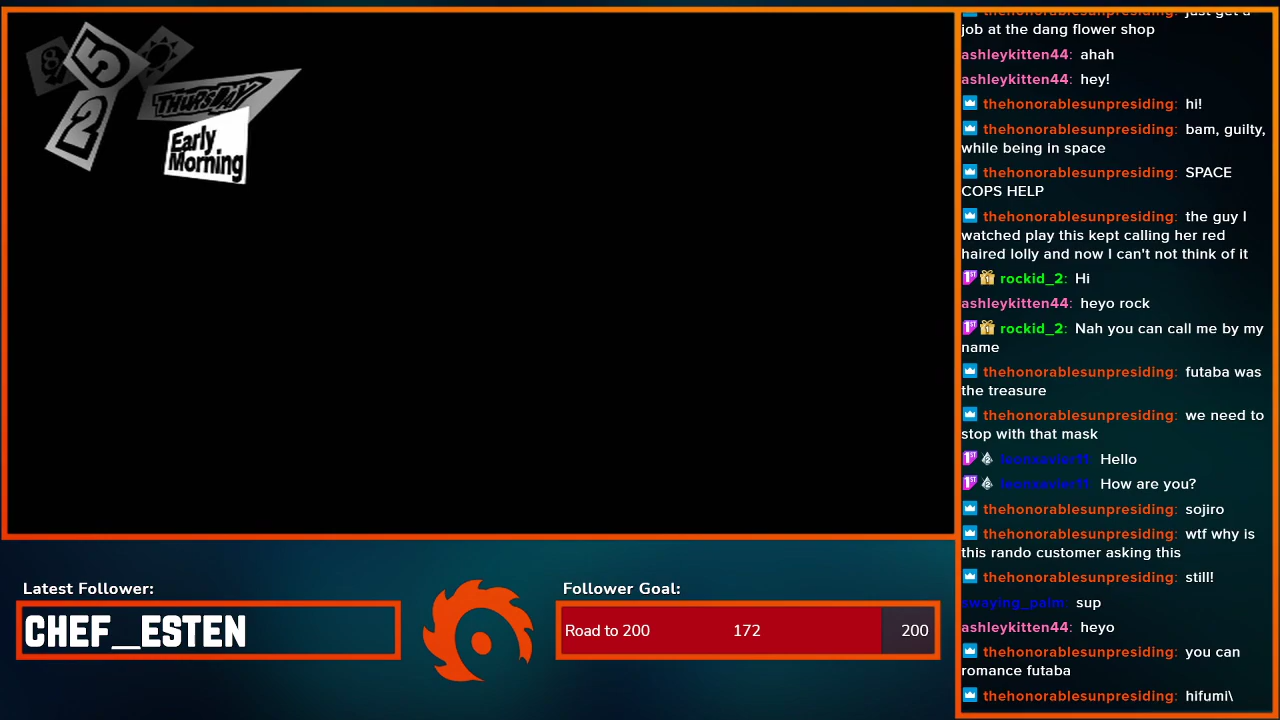 8
5
2
THURSDAY
Early
Morning
Latest Follower:
CHEF_ESTEN
Follower Goal:
Road to 200 172 200
just get a
job at the dang flower shop
ashleykitten44: ahah
ashleykitten44: hey!
thehonorablesunpresiding: hi!
thehonorablesunpresiding: bam, guilty,
while being in space
thehonorablesunpresiding: SPACE
COPS HELP
thehonorablesunpresiding: the guy I
watched play this kept calling her red
haired lolly and now I can't not think of it
rockid_2: Hi
ashleykitten44: heyo rock
rockid_2: Nah you can call me by my
name
thehonorablesunpresiding: futaba was
the treasure
thehonorablesunpresiding: we need to
stop with that mask
Hello
How are you?
thehonorablesunpresiding: sojiro
thehonorablesunpresiding: wtf why is
this rando customer asking this
thehonorablesunpresiding: still!
swaying_palm: sup
ashleykitten44: heyo
thehonorablesunpresiding: you can
romance futaba
thehonorablesunpresiding: hifumi\